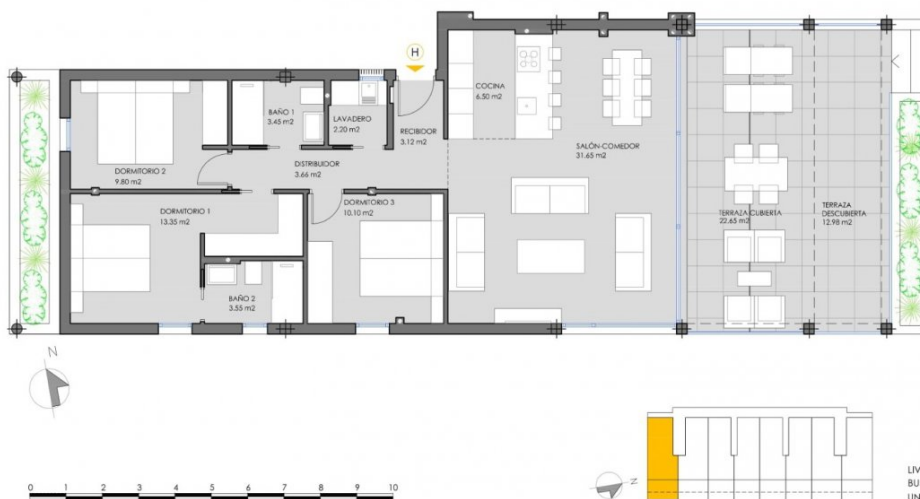 H
COCINA
6.50 m2
BAÑO 1
3.45 m2
LAVADERO
2.20 m2
RECIBIDOR
3.12 m2
SALÓN-COMEDOR
31.65 m2
DISTRIBUIDOR
3.66 m2
DORMITORIO 2
9.80 m2
DORMITORIO 1
13.35 m2
DORMITORIO 3
10.10 m2
TERRAZA CUBIERTA
22.65 m2
TERRAZA
DESCUBIERTA
12.98 m2
BAÑO 2
3.55 m2
N
0 1 2 3 4 5 6 7 8 9 10
N
LIV
BU
UN